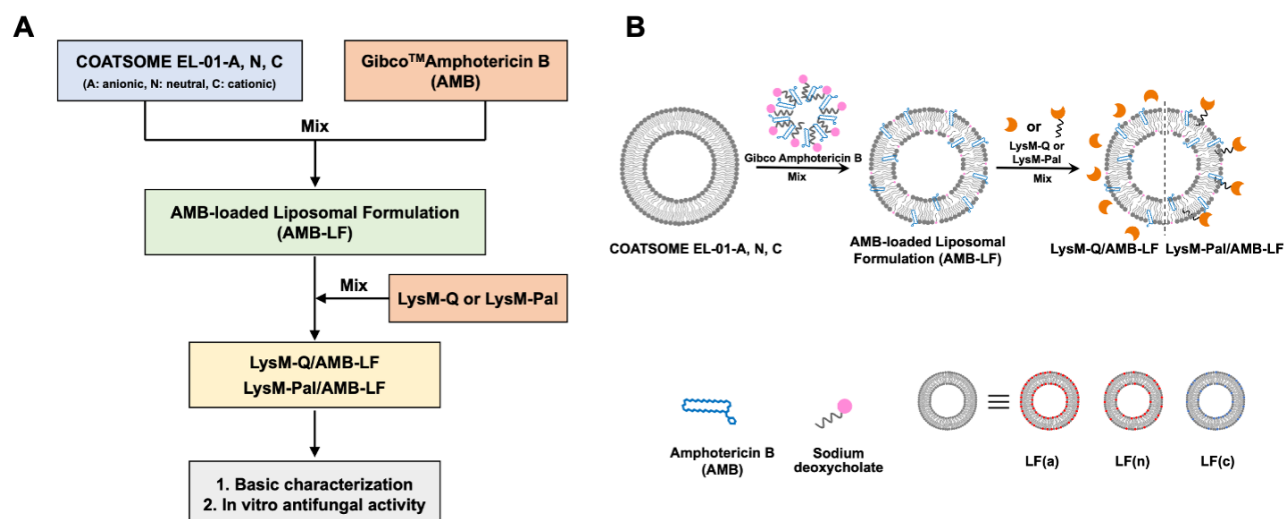 A
COATSOME EL-01-A, N, C
(A: anionic, N: neutral, C: cationic)
Gibco™Amphotericin B
(AMB)
Mix
AMB-loaded Liposomal Formulation
(AMB-LF)
Mix
LysM-Q or LysM-Pal
LysM-Q/AMB-LF
LysM-Pal/AMB-LF
1. Basic characterization
2. In vitro antifungal activity
B
COATSOME EL-01-A, N, C
Gibco Amphotericin B
Mix
AMB-loaded Liposomal
Formulation (AMB-LF)
or
LysM-Q or
LysM-Pal
Mix
LysM-Q/AMB-LF
LysM-Pal/AMB-LF
Amphotericin B
(AMB)
Sodium
deoxycholate
LF(a)
LF(n)
LF(c)